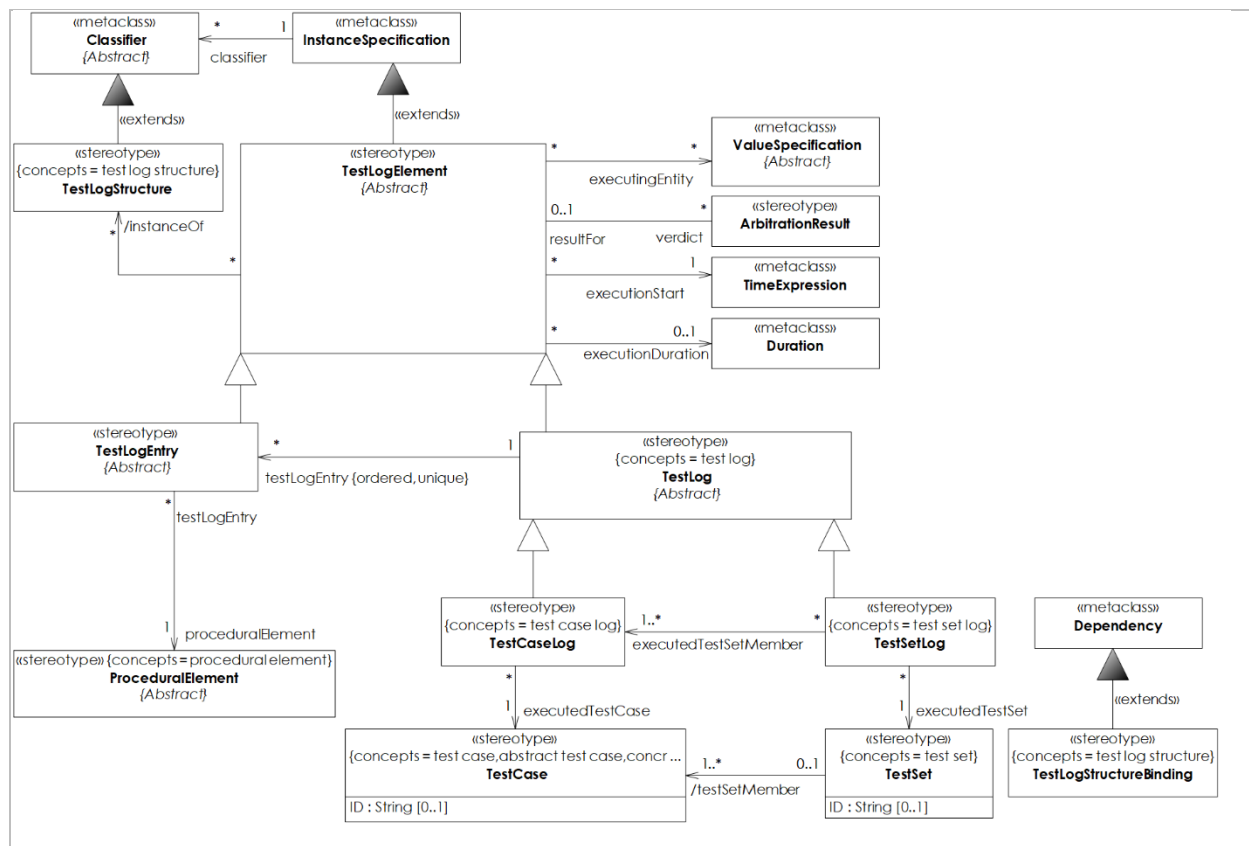 «metaclass»
Classifier
{Abstract}
*
1
classifier
«metaclass»
InstanceSpecification
«extends»
«extends»
«stereotype»
{concepts = test log structure}
TestLogStructure
/instanceOf
*
*
«stereotype»
TestLogElement
{Abstract}
*
*
executingEntity
«metaclass»
ValueSpecification
{Abstract}
0..1
*
resultFor
verdict
«stereotype»
ArbitrationResult
*
1
executionStart
«metaclass»
TimeExpression
*
0..1
executionDuration
«metaclass»
Duration
«stereotype»
TestLogEntry
{Abstract}
*
1
testLogEntry {ordered,unique}
«stereotype»
{concepts = test log}
TestLog
{Abstract}
*
testLogEntry
1
proceduralElement
«stereotype» {concepts = procedural element}
ProceduralElement
{Abstract}
«stereotype»
{concepts = test case log}
TestCaseLog
1..*
*
executedTestSetMember
«stereotype»
{concepts = test set log}
TestSetLog
«metaclass»
Dependency
«extends»
*
1
executedTestCase
*
1
executedTestSet
«stereotype»
{concepts = test case,abstract test case,concr ...
TestCase
ID : String [0..1]
1..*
0..1
/testSetMember
«stereotype»
{concepts = test set}
TestSet
ID : String [0..1]
«stereotype»
{concepts = test log structure}
TestLogStructureBinding